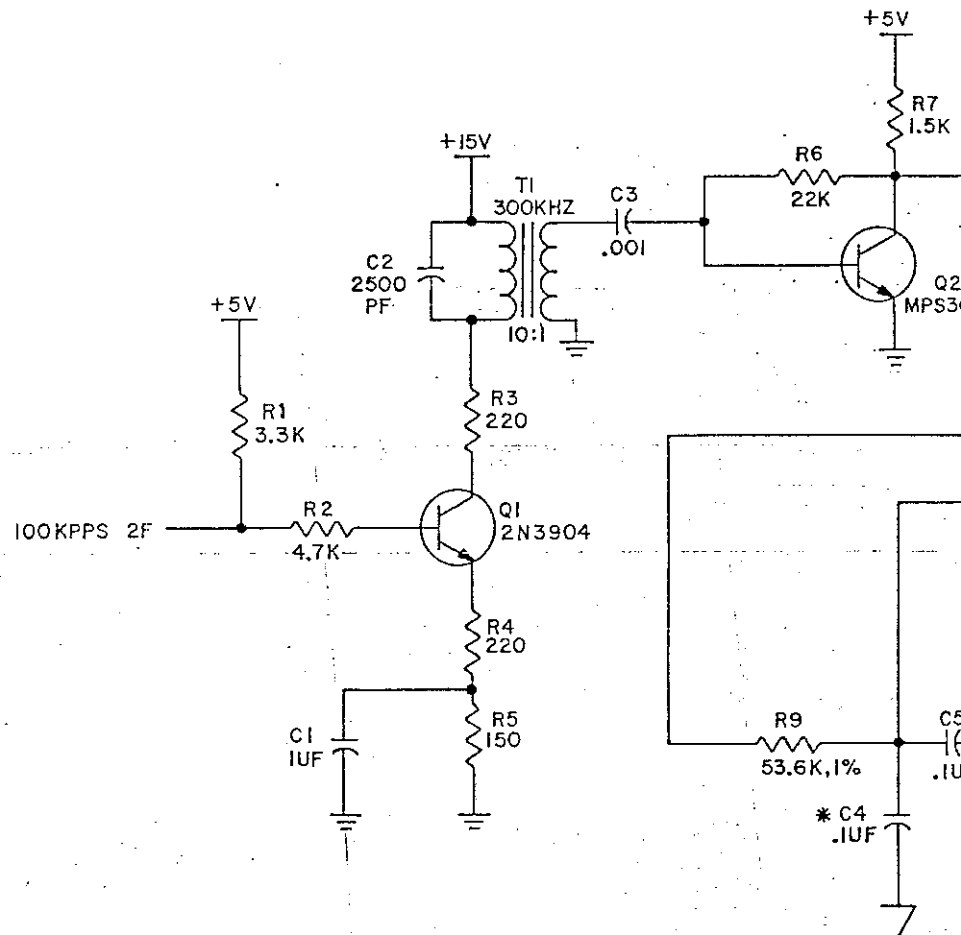 +5V
R7
1.5K
+15V
R6
22K
T1
300KHZ
C3
.001
C2
2500
PF
10:1
Q2
+5V
R1
3.3K
R3
220
100KPPS 2F
R2
4.7K
Q1
2N3904
R4
220
C1
1UF
R5
150
R9
53.6K,1%
C5
* C4
.1UF